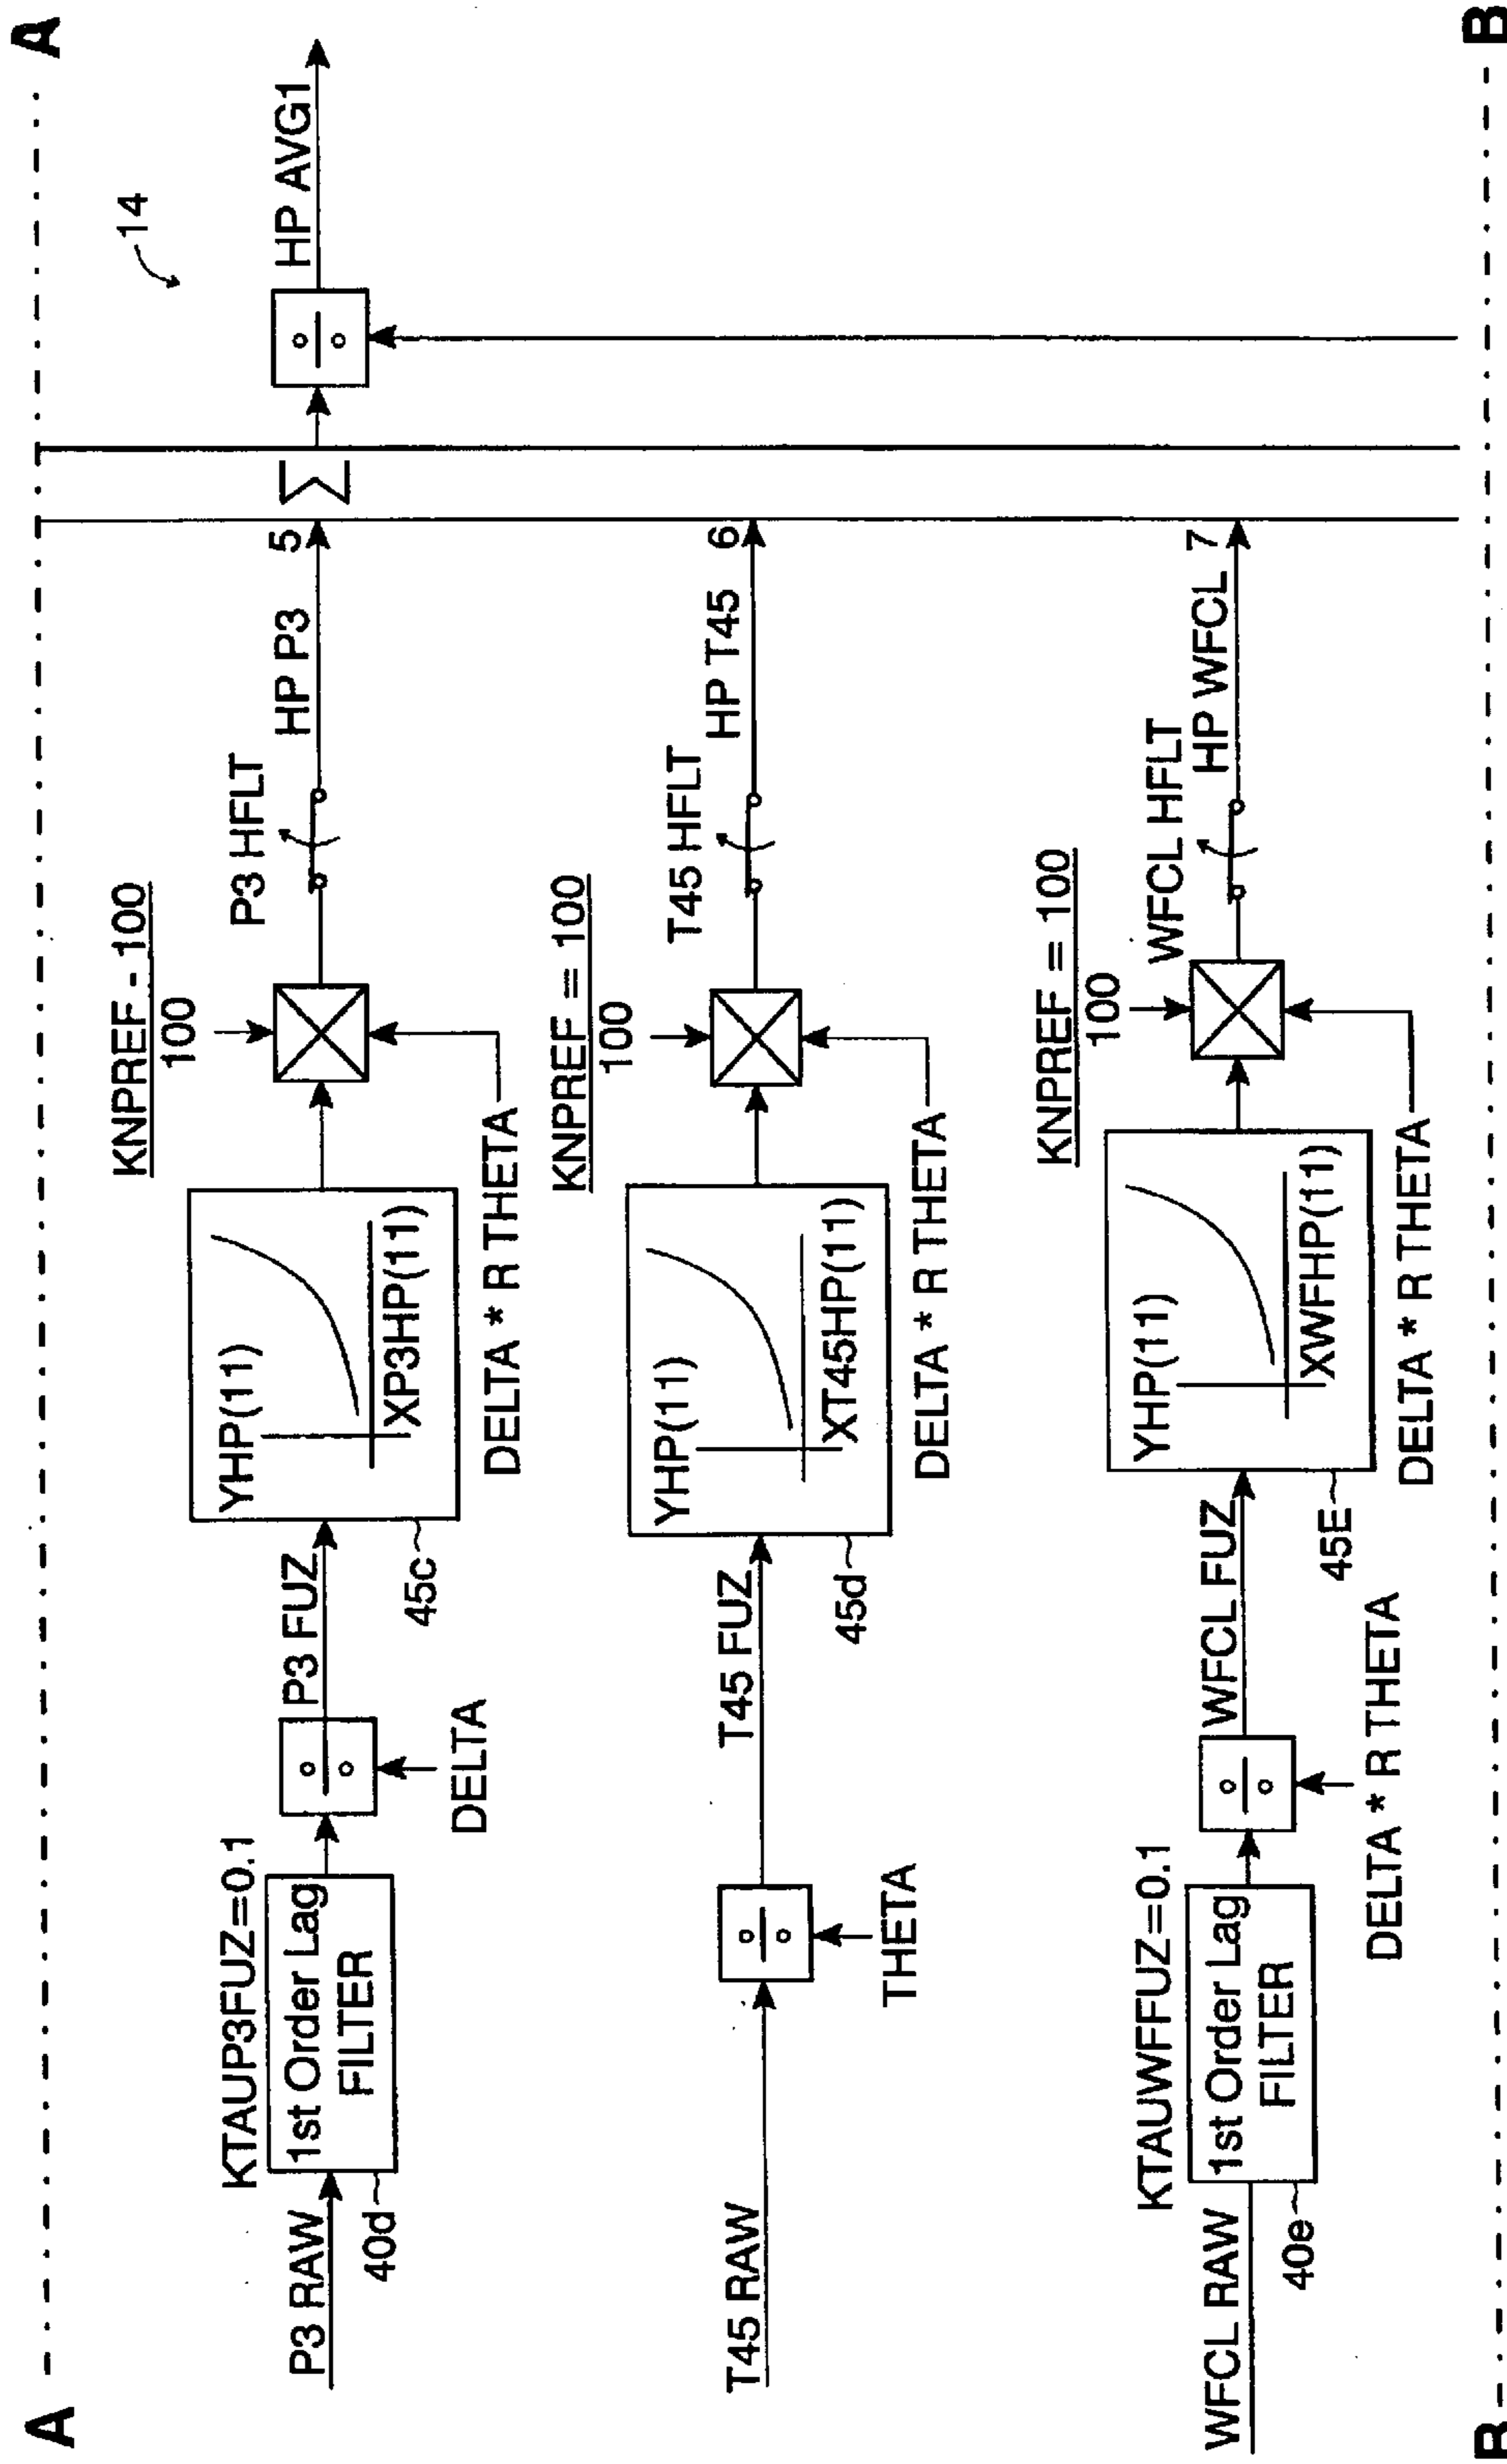 A
A
14
KTAUP3FUZ=0.1
P3 RAW
1st Order Lag
FILTER
40d
DELTA
P3 FUZ
YHP(11)
XP3HP(11)
45c
KNPREF - 100
100
DELTA * R THETA
P3 HFLT
HP P3
5
Σ
÷
÷
HP AVG1
T45 RAW
÷
THETA
T45 FUZ
YHP(11)
XT45HP(11)
45d
KNPREF = 100
100
DELTA * R THETA
T45 HFLT
HP T45
6
KTAUWFFUZ=0.1
WFCL RAW
1st Order Lag
FILTER
40e
÷
DELTA * R THETA
WFCL FUZ
YHP(11)
XWFHP(11)
45E
KNPREF = 100
100
DELTA * R THETA
WFCL HFLT
HP WFCL
7
B
B